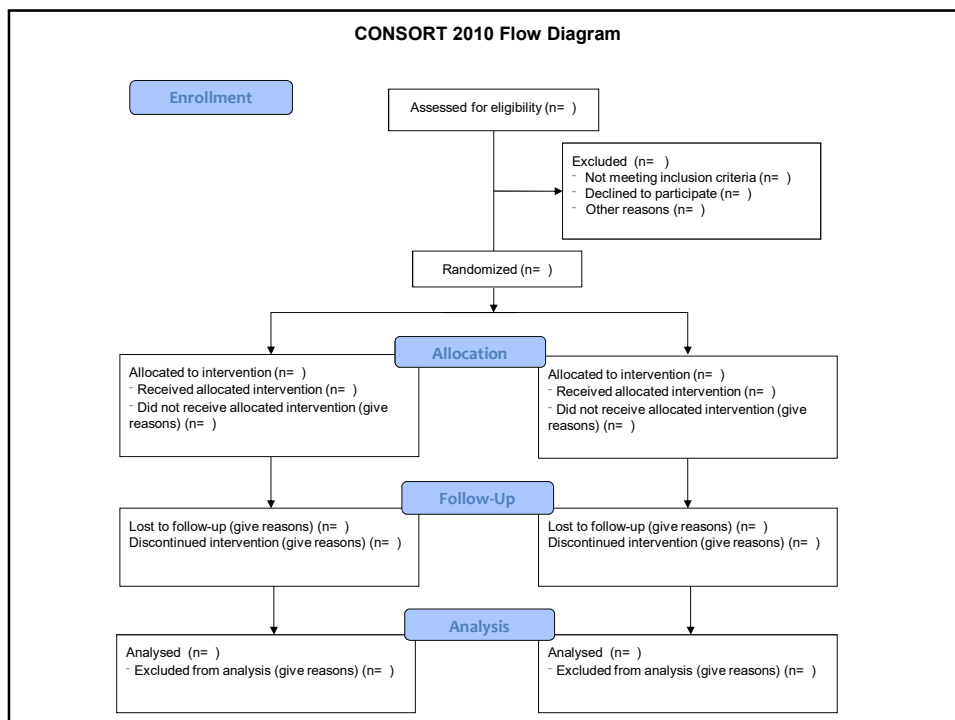 CONSORT 2010 Flow Diagram
Enrollment
Assessed for eligibility (n=  )
Excluded  (n=   )
-  Not meeting inclusion criteria (n=  )
-  Declined to participate (n=  )
-  Other reasons (n=  )
Randomized (n=  )
Allocation
Allocated to intervention (n=  )
- Received allocated intervention (n=  )
- Did not receive allocated intervention (give
reasons) (n=  )
Allocated to intervention (n=  )
- Received allocated intervention (n=  )
- Did not receive allocated intervention (give
reasons) (n=  )
Follow-Up
Lost to follow-up (give reasons) (n=  )
Discontinued intervention (give reasons) (n=  )
Lost to follow-up (give reasons) (n=  )
Discontinued intervention (give reasons) (n=  )
Analysis
Analysed  (n=  )
- Excluded from analysis (give reasons) (n=  )
Analysed  (n=  )
- Excluded from analysis (give reasons) (n=  )